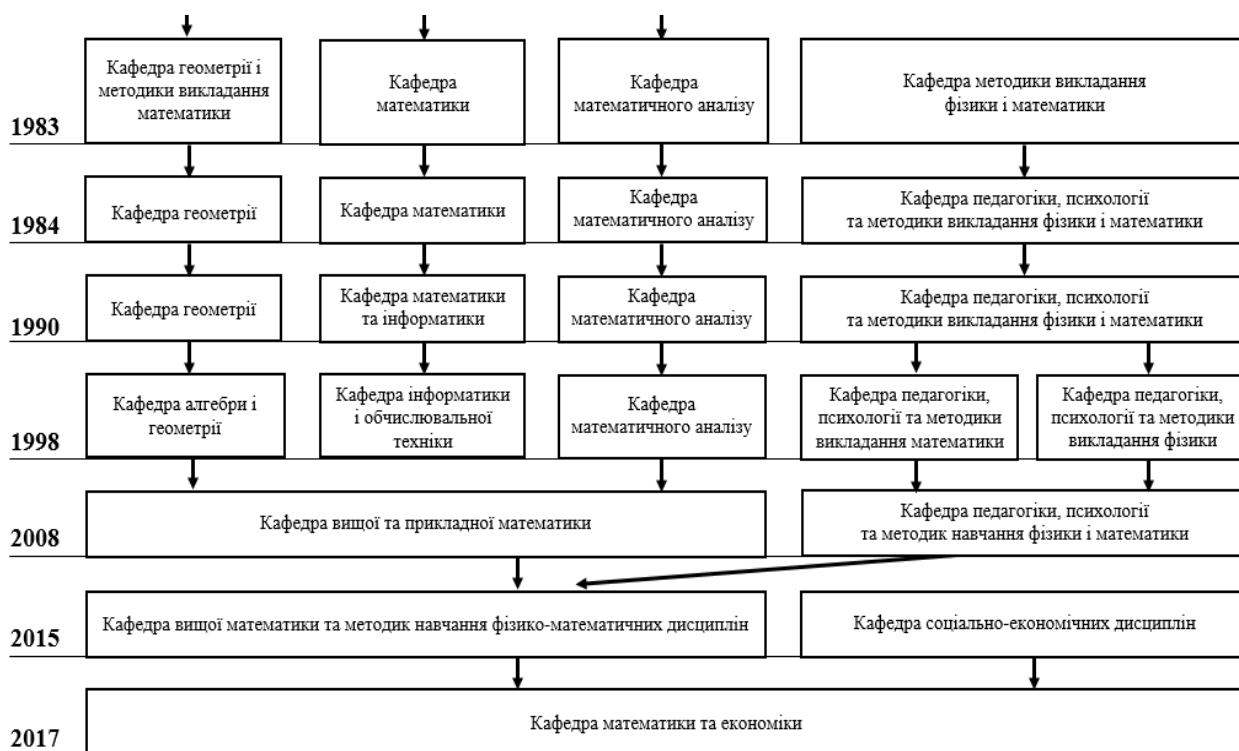 Кафедра геометрії і
методики викладання
математики
Кафедра
математики
Кафедра
математичного аналізу
Кафедра методики викладання
фізики і математики
1983
Кафедра геометрії
Кафедра математики
Кафедра
математичного аналізу
Кафедра педагогіки, психології
та методики викладання фізики і математики
1984
Кафедра геометрії
Кафедра математики
та інформатики
Кафедра
математичного аналізу
Кафедра педагогіки, психології
та методики викладання фізики і математики
1990
Кафедра алгебри і
геометрії
Кафедра інформатики
і обчислювальної
техніки
Кафедра
математичного аналізу
Кафедра педагогіки,
психології та методики
викладання математики
Кафедра педагогіки,
психології та методики
викладання фізики
1998
Кафедра вищої та прикладної математики
Кафедра педагогіки, психології
та методик навчання фізики і математики
2008
Кафедра вищої математики та методик навчання фізико-математичних дисциплін
Кафедра соціально-економічних дисциплін
2015
Кафедра математики та економіки
2017